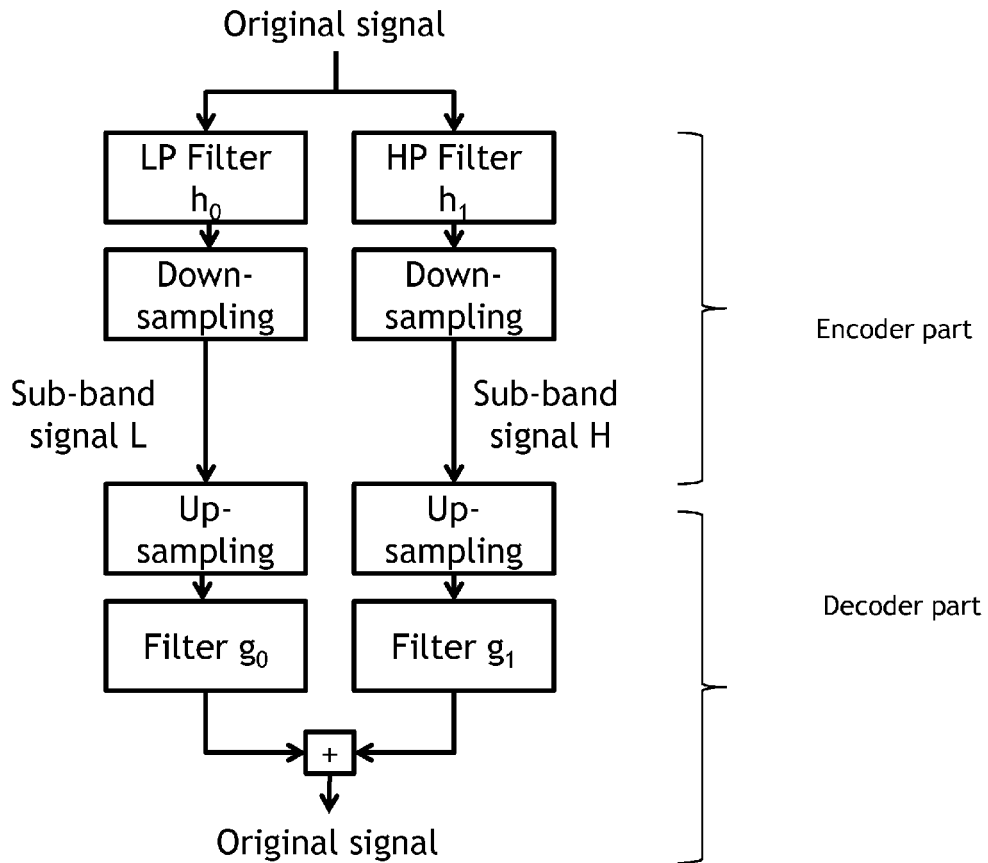 Original signal
LP Filter
h0
HP Filter
h1
Down-
sampling
Down-
sampling
Encoder part
Sub-band
signal L
Sub-band
signal H
Up-
sampling
Up-
sampling
Decoder part
Filter g0
Filter g1
+
Original signal